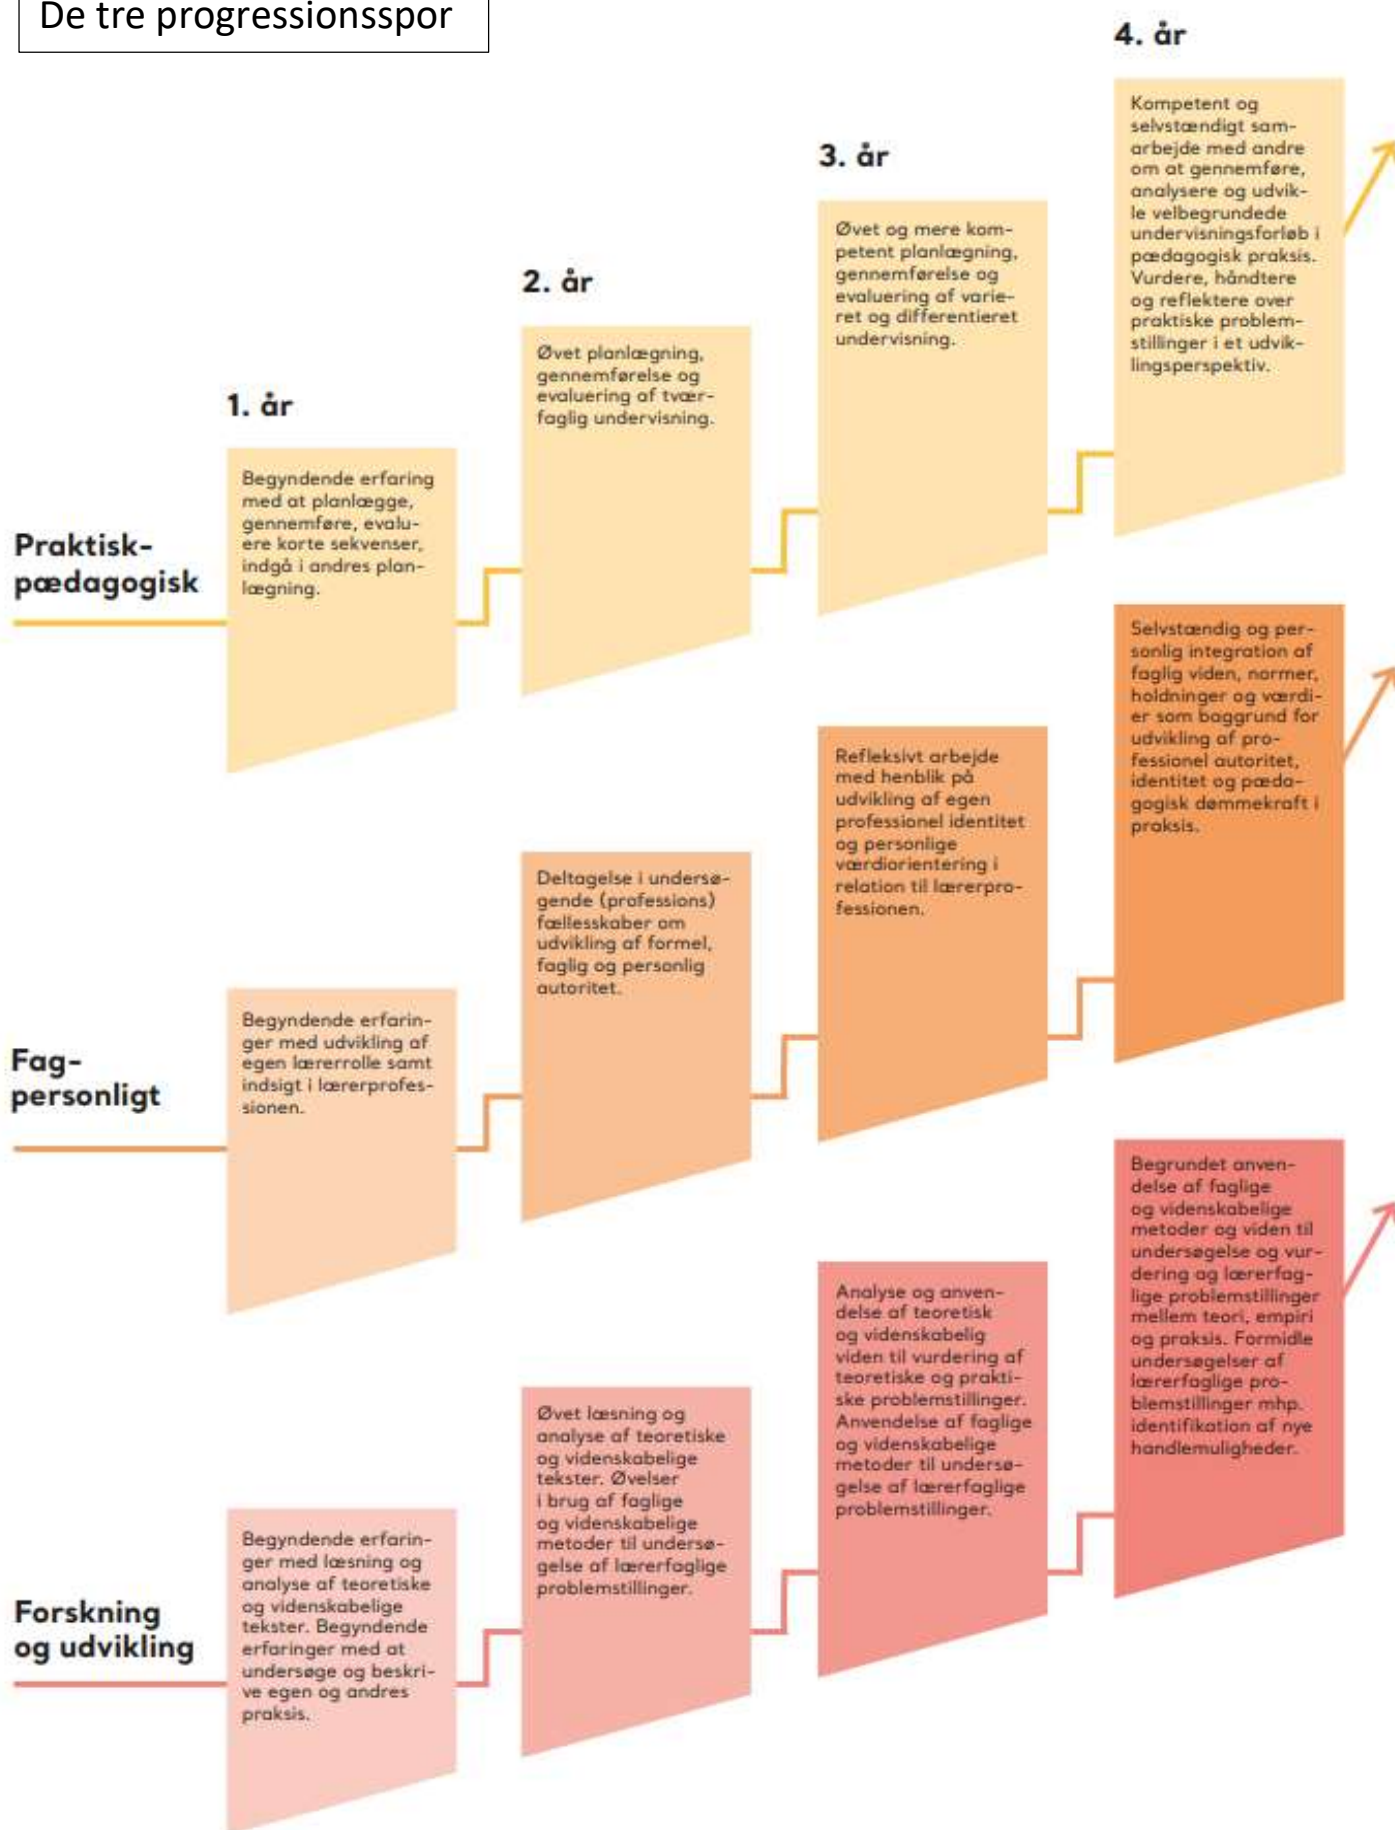 De tre progressionsspor
4. år
Kompetent og
selvstændigt sam-
arbejde med andre
om at gennemføre,
analysere og udvik-
le velbegrundede
undervisningsforløb i
pædagogisk praksis.
Vurdere, håndtere
og reflektere over
praktiske problem-
stillinger i et udvik-
lingsperspektiv.
3. år
Øvet og mere kom-
petent planlægning,
gennemførelse og
evaluering af varie-
ret og differentieret
undervisning.
2. år
Øvet planlægning,
gennemførelse og
evaluering af tvær-
faglig undervisning.
1. år
Begyndende erfaring
med at planlægge,
gennemføre, evalu-
ere korte sekvenser,
indgå i andres plan-
lægning.
Praktisk-
pædagogisk
Selvstændig og per-
sonlig integration af
faglig viden, normer,
holdninger og værdi-
er som baggrund for
udvikling af pro-
fessionel autoritet,
identitet og pæda-
gogisk dømmekraft i
praksis.
Refleksivt arbejde
med henblik på
udvikling af egen
professionel identitet
og personlige
værdiorientering i
relation til lærerpro-
fessionen.
Deltagelse i undersø-
gende (professions)
fællesskaber om
udvikling af formel,
faglig og personlig
autoritet.
Begyndende erfarin-
ger med udvikling af
egen lærerrolle samt
indsigt i lærerprofes-
sionen.
Fag-
personligt
Begrundet anven-
delse af faglige
og videnskabelige
metoder og viden til
undersøgelse og vur-
dering ag lærerfag-
lige problemstillinger
mellem teori, empiri
og praksis. Formidle
undersøgelser af
lærerfaglige pro-
blemstillinger mhp.
identifikation af nye
handlemuligheder.
Analyse og anven-
delse af teoretisk
og videnskabelig
viden til vurdering af
teoretiske og prakti-
ske problemstillinger.
Anvendelse af faglige
og videnskabelige
metoder til undersø-
gelse af lærerfaglige
problemstillinger.
Øvet læsning og
analyse af teoretiske
og videnskabelige
tekster. Øvelser
i brug af faglige
og videnskabelige
metoder til undersø-
gelse af lærerfaglige
problemstillinger.
Begyndende erfarin-
ger med læsning og
analyse af teoretiske
og videnskabelige
tekster. Begyndende
erfaringer med at
undersøge og beskri-
ve egen og andres
praksis.
Forskning
og udvikling